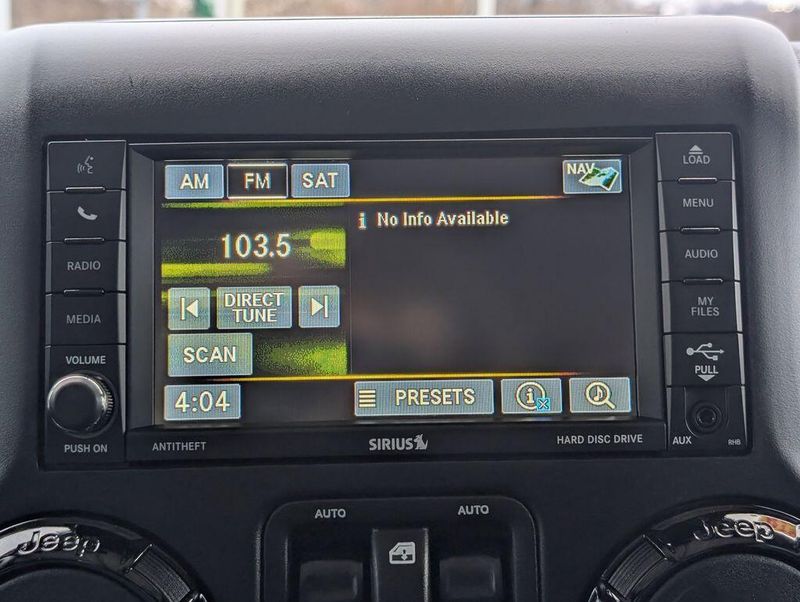 AM
FM
SAT
NAV
LOAD
MENU
i No Info Available
103.5
RADIO
AUDIO
DIRECT
TUNE
MEDIA
MY
FILES
SCAN
VOLUME
PULL
4:04
PRESETS
i
PUSH ON
ANTITHEFT
SIRIUS
HARD DISC DRIVE
AUX
RHB
AUTO
AUTO
Jeep
Jeep